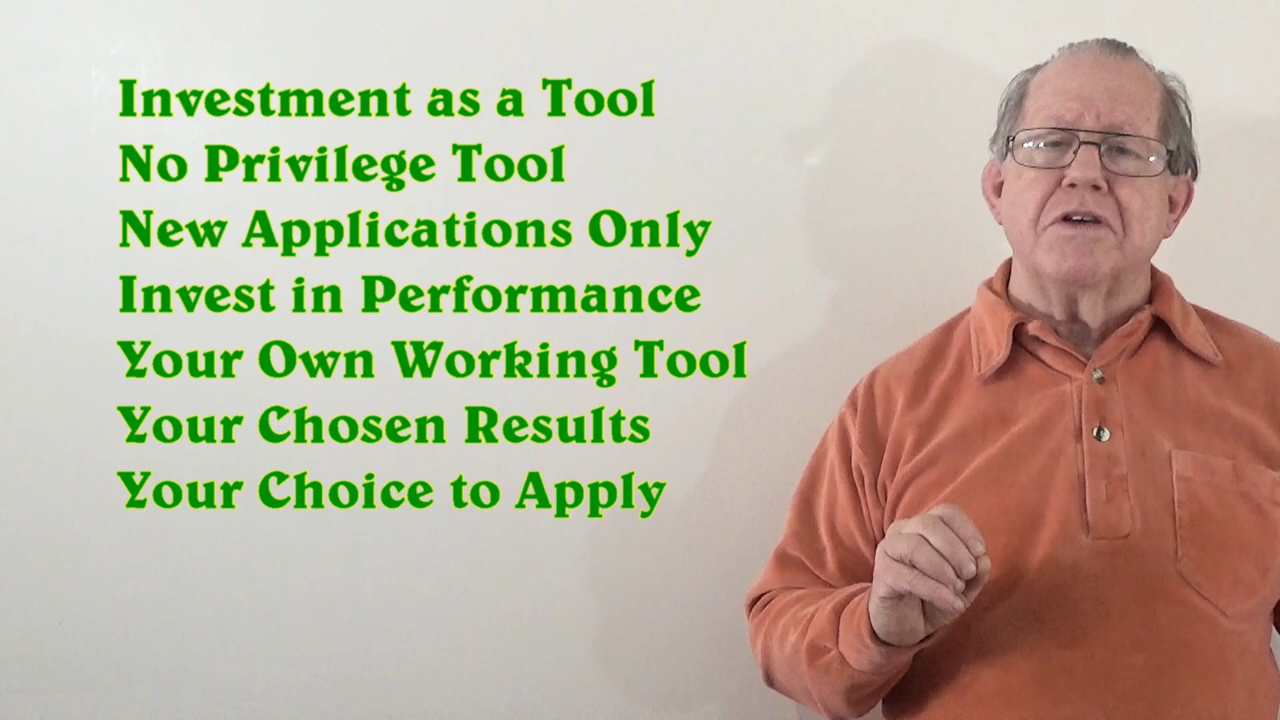 Investment as a Tool
No Privilege Tool
New Applications Only
Invest in Performance
Your Own Working Tool
Your Chosen Results
Your Choice to Apply